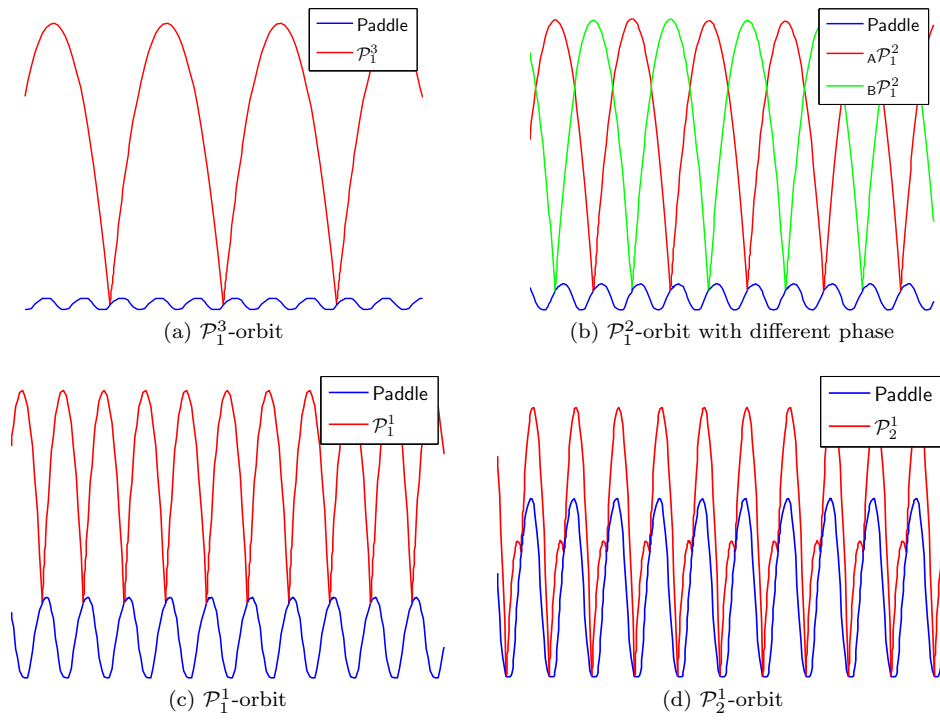 Paddle
𝒫₁³
Paddle
ₐ𝒫₁²
ʙ𝒫₁²
(a) 𝒫₁³-orbit
(b) 𝒫₁²-orbit with different phase
Paddle
𝒫₁¹
Paddle
𝒫₂¹
(c) 𝒫₁¹-orbit
(d) 𝒫₂¹-orbit